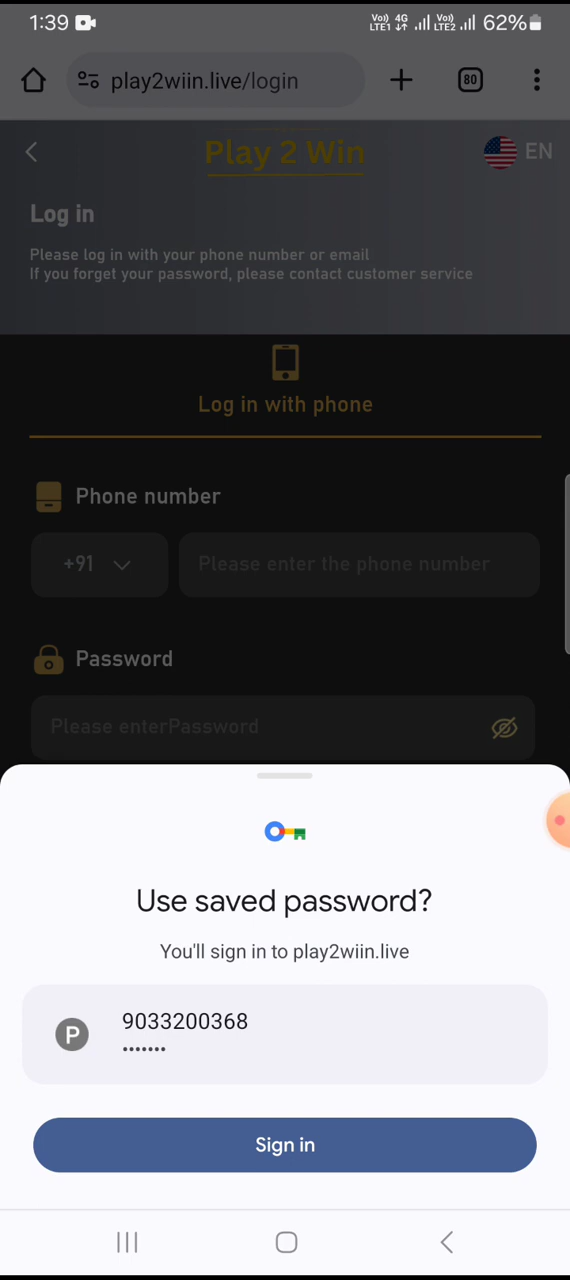 1:39
Vo) LTE1 4G Vo) LTE2 62%
play2wiin.live/login
80
Play 2 Win
EN
Log in
Please log in with your phone number or email
If you forget your password, please contact customer service
Log in with phone
Phone number
+91
Please enter the phone number
Password
Please enterPassword
Use saved password?
You'll sign in to play2wiin.live
P
9033200368
•••••••
Sign in